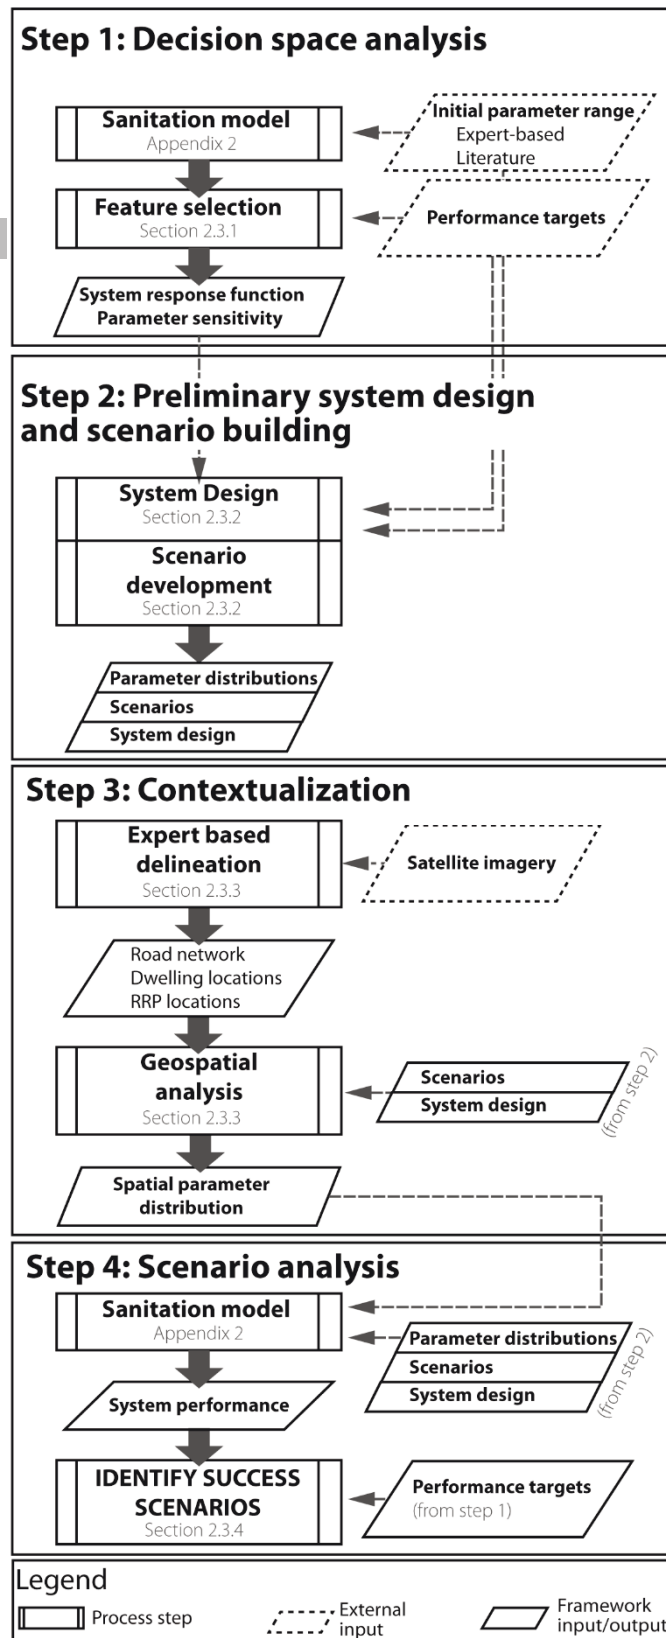 Step 1: Decision space analysis
Sanitation model
Appendix 2
Initial parameter range
Expert-based
Literature
Feature selection
Section 2.3.1
Performance targets
System response function
Parameter sensitivity
Step 2: Preliminary system design
and scenario building
System Design
Section 2.3.2
Scenario
development
Section 2.3.2
Parameter distributions
Scenarios
System design
Step 3: Contextualization
Expert based
delineation
Section 2.3.3
Satellite imagery
Road network
Dwelling locations
RRP locations
Geospatial
analysis
Section 2.3.3
Scenarios
System design
(from step 2)
Spatial parameter
distribution
Step 4: Scenario analysis
Sanitation model
Appendix 2
Parameter distributions
Scenarios
System design
(from step 2)
System performance
IDENTIFY SUCCESS
SCENARIOS
Section 2.3.4
Performance targets
(from step 1)
Legend
Process step
External
input
Framework
input/output